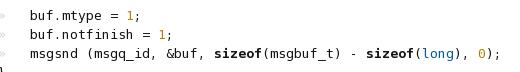 buf.mtype = 1;
buf.notfinish = 1;
msgsnd (msgq_id, &buf, sizeof(msgbuf_t) - sizeof(long), 0);